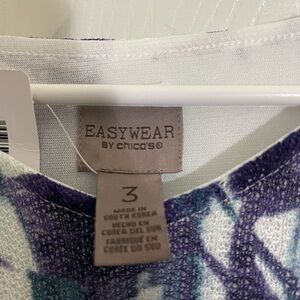 EASYWEAR
BY CHICO'S®
3
MADE IN
SOUTH KOREA
HECHO EN
COREA DEL SUR
FABRIQUÉ EN
CORÉE DU SUD